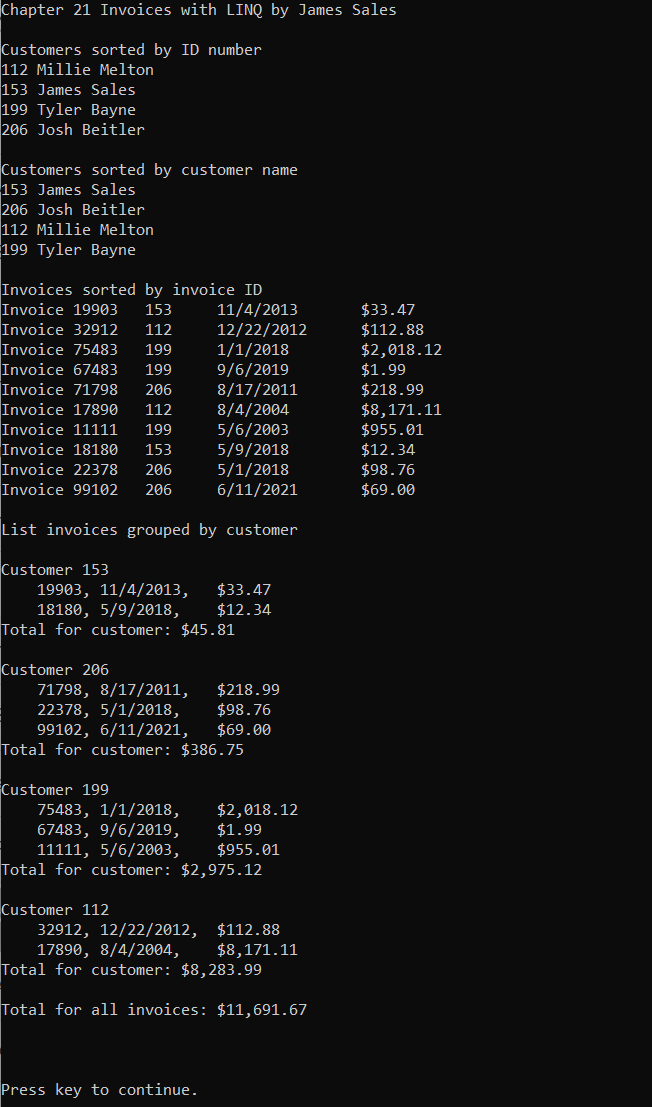 Chapter 21 Invoices with LINQ by James Sales
Customers sorted by ID number
112 Millie Melton
153 James Sales
199 Tyler Bayne
206 Josh Beitler
Customers sorted by customer name
153 James Sales
206 Josh Beitler
112 Millie Melton
199 Tyler Bayne
Invoices sorted by invoice ID
Invoice 19903 153 11/4/2013 $33.47
Invoice 32912 112 12/22/2012 $112.88
Invoice 75483 199 1/1/2018 $2,018.12
Invoice 67483 199 9/6/2019 $1.99
Invoice 71798 206 8/17/2011 $218.99
Invoice 17890 112 8/4/2004 $8,171.11
Invoice 11111 199 5/6/2003 $955.01
Invoice 18180 153 5/9/2018 $12.34
Invoice 22378 206 5/1/2018 $98.76
Invoice 99102 206 6/11/2021 $69.00
List invoices grouped by customer
Customer 153
19903, 11/4/2013, $33.47
18180, 5/9/2018, $12.34
Total for customer: $45.81
Customer 206
71798, 8/17/2011, $218.99
22378, 5/1/2018, $98.76
99102, 6/11/2021, $69.00
Total for customer: $386.75
Customer 199
75483, 1/1/2018, $2,018.12
67483, 9/6/2019, $1.99
11111, 5/6/2003, $955.01
Total for customer: $2,975.12
Customer 112
32912, 12/22/2012, $112.88
17890, 8/4/2004, $8,171.11
Total for customer: $8,283.99
Total for all invoices: $11,691.67
Press key to continue.